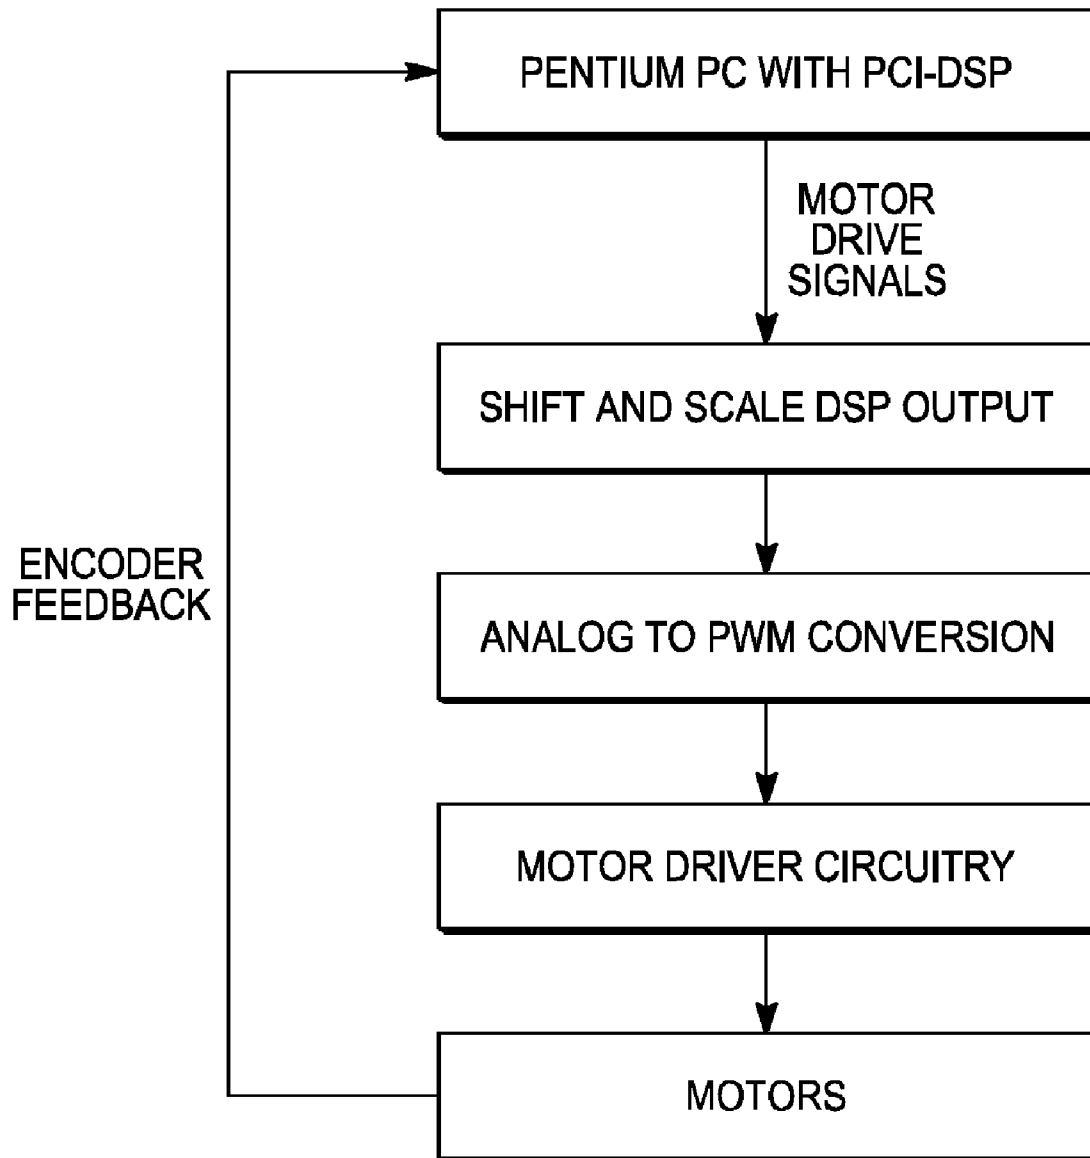 PENTIUM PC WITH PCI-DSP
MOTOR
DRIVE
SIGNALS
SHIFT AND SCALE DSP OUTPUT
ENCODER
FEEDBACK
ANALOG TO PWM CONVERSION
MOTOR DRIVER CIRCUITRY
MOTORS